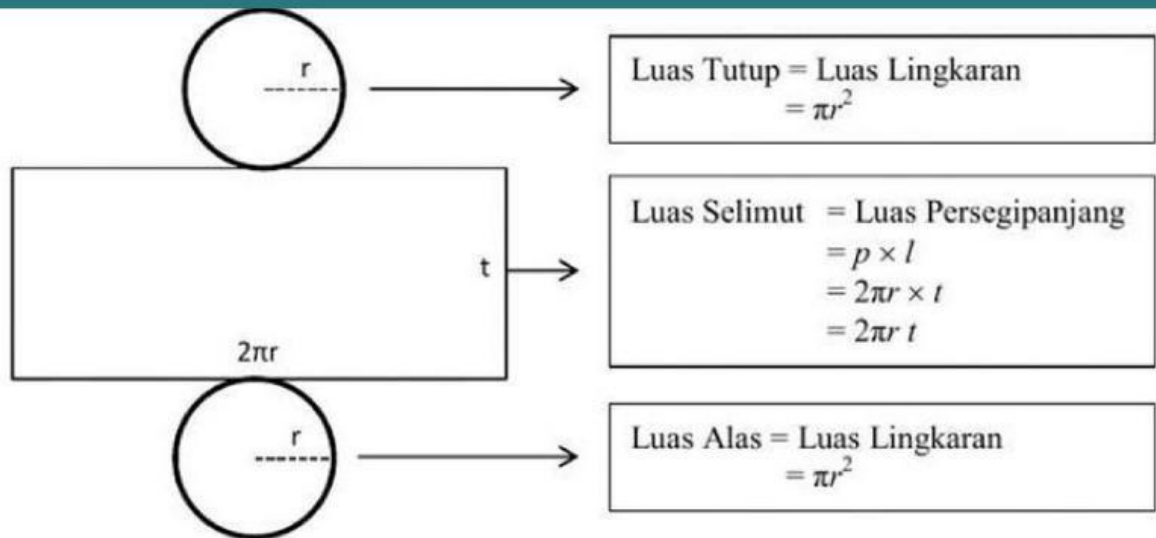 r
Luas Tutup = Luas Lingkaran
= πr²
t
2πr
Luas Selimut = Luas Persegipanjang
= p × l
= 2πr × t
= 2πr t
r
Luas Alas = Luas Lingkaran
= πr²